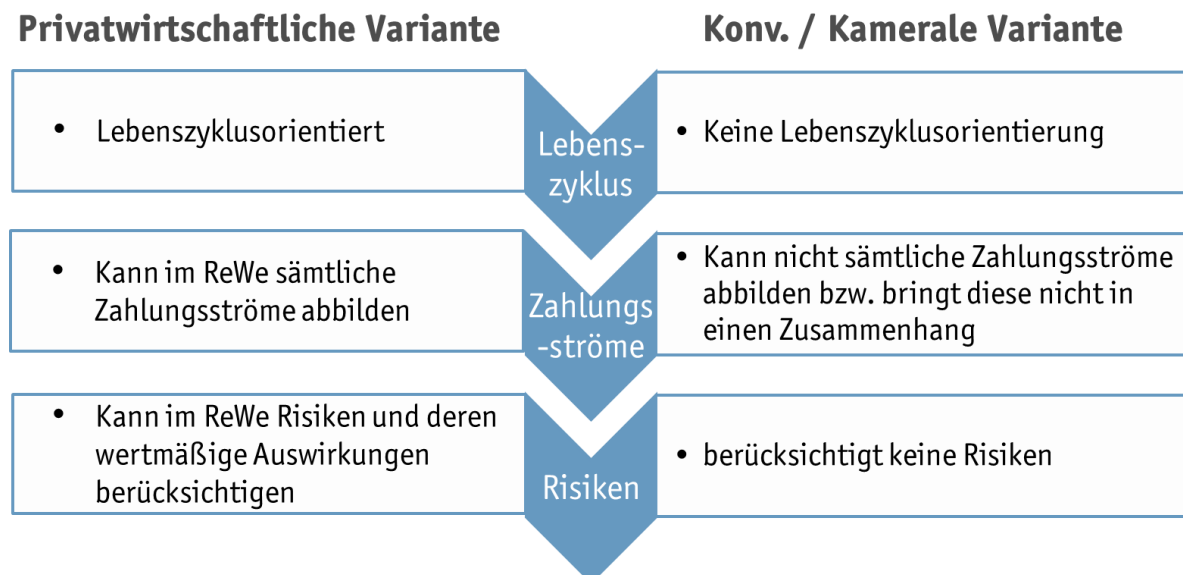 Privatwirtschaftliche Variante
Konv. / Kamerale Variante
• Lebenszyklusorientiert
Lebens-
zyklus
• Keine Lebenszyklusorientierung
• Kann im ReWe sämtliche
Zahlungsströme abbilden
Zahlungs
-ströme
• Kann nicht sämtliche Zahlungsströme
abbilden bzw. bringt diese nicht in
einen Zusammenhang
• Kann im ReWe Risiken und deren
wertmäßige Auswirkungen
berücksichtigen
Risiken
• berücksichtigt keine Risiken